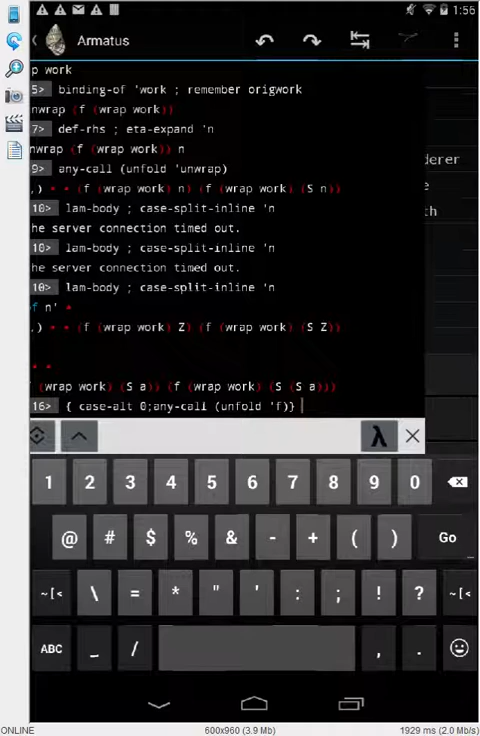 1:56
Armatus
p work
5> binding-of 'work ; remember origwork
nwrap (f (wrap work))
7> def-rhs ; eta-expand 'n
nwrap (f (wrap work)) n
9> any-call (unfold 'unwrap)
,) • • (f (wrap work) n) (f (wrap work) (S n))
10> lam-body ; case-split-inline 'n
he server connection timed out.
10> lam-body ; case-split-inline 'n
he server connection timed out.
10> lam-body ; case-split-inline 'n
of n' •
,) • • (f (wrap work) Z) (f (wrap work) (S Z))
• •
(wrap work) (S a)) (f (wrap work) (S (S a)))
16> { case-alt 0;any-call (unfold 'f)}
derer
e
th
λ ×
1 2 3 4 5 6 7 8 9 0
@ # $ % & - + ( ) Go
~[< \ = * " ' : ; ! ? ~[<
ABC _ / , .
ONLINE 600x960 (3.9 Mb) 1929 ms (2.0 Mb/s)